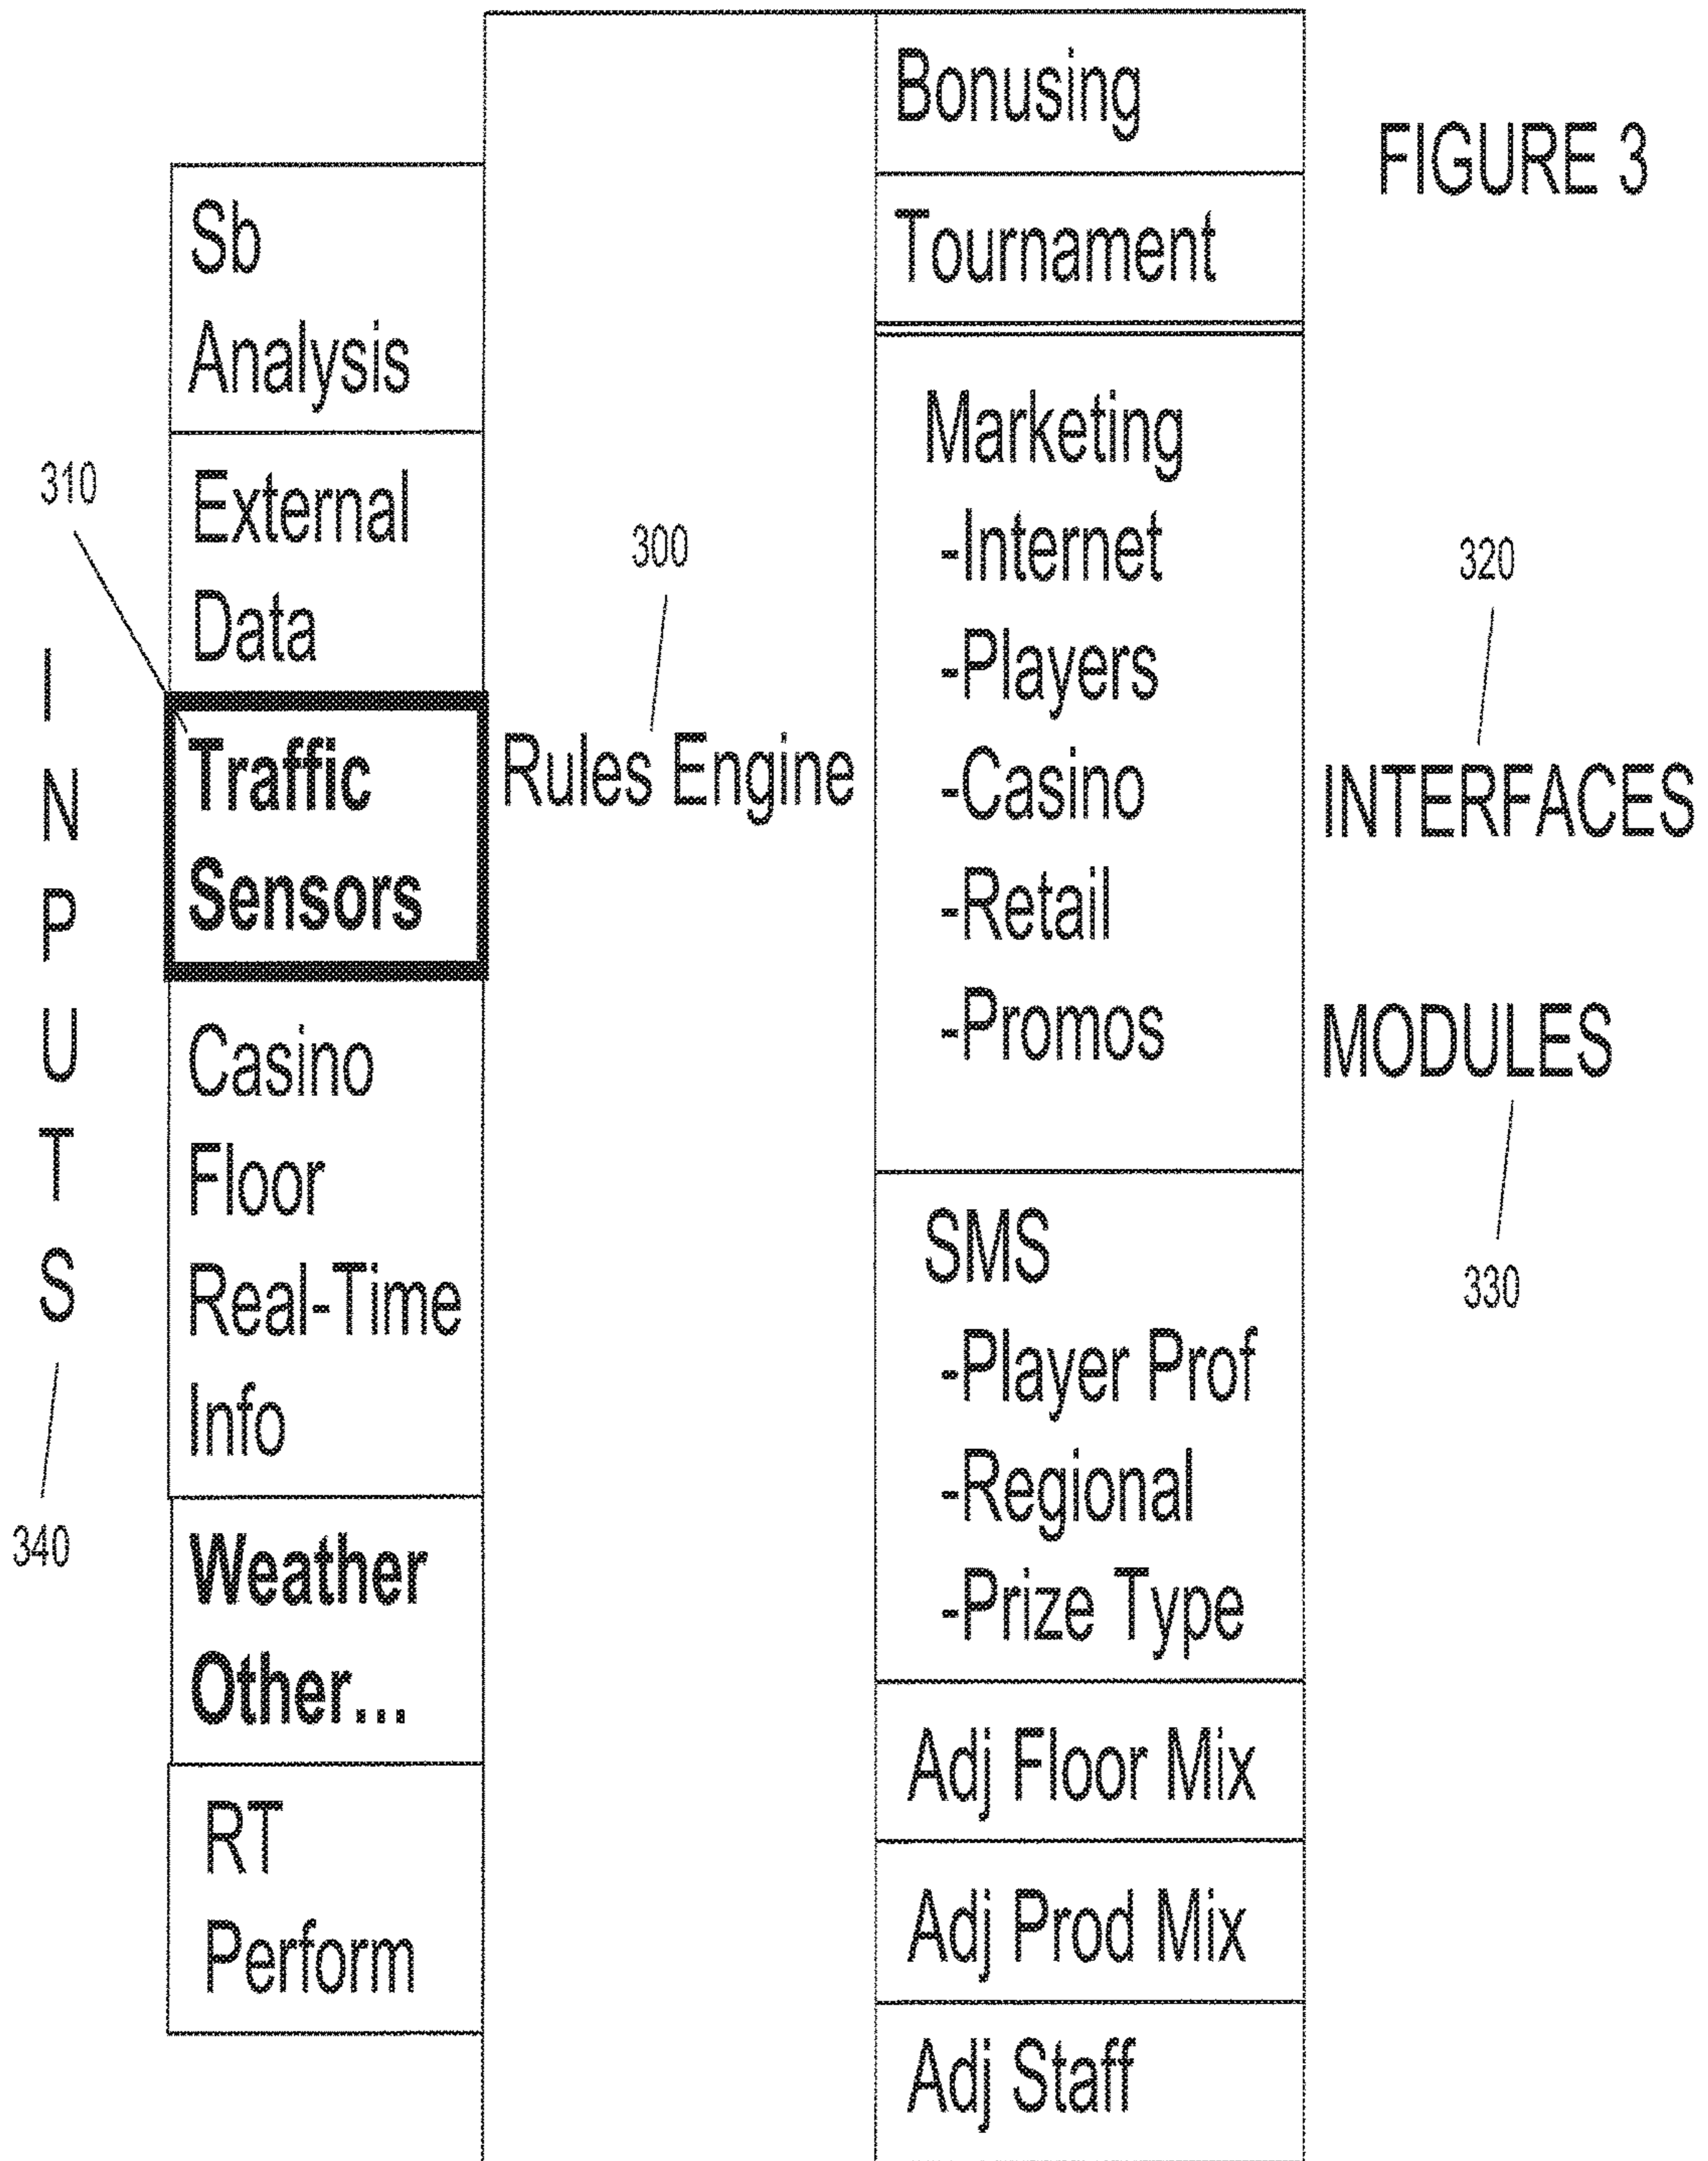 FIGURE 3
310
INPUTS
340
Sb
Analysis
External
Data
Traffic
Sensors
Casino
Floor
Real-Time
Info
Weather
Other...
RT
Perform
300
Rules Engine
Bonusing
Tournament
Marketing
-Internet
-Players
-Casino
-Retail
-Promos
SMS
-Player Prof
-Regional
-Prize Type
Adj Floor Mix
Adj Prod Mix
Adj Staff
320
INTERFACES
MODULES
330